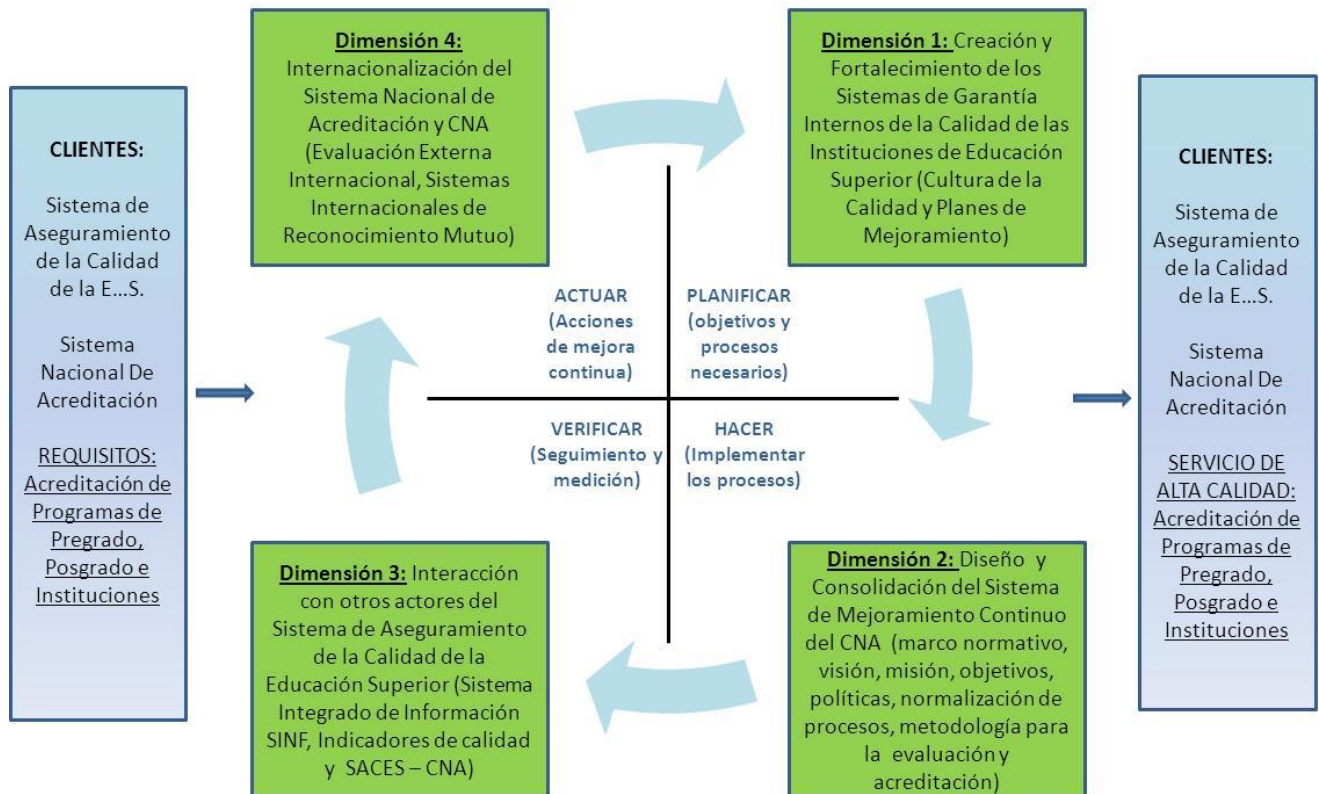 CLIENTES:
Sistema de
Aseguramiento
de la Calidad
de la E...S.
Sistema
Nacional De
Acreditación
REQUISITOS:
Acreditación de
Programas de
Pregrado,
Posgrado e
Instituciones
Dimensión 4:
Internacionalización del
Sistema Nacional de
Acreditación y CNA
(Evaluación Externa
Internacional, Sistemas
Internacionales de
Reconocimiento Mutuo)
Dimensión 1: Creación y
Fortalecimiento de los
Sistemas de Garantía
Internos de la Calidad de las
Instituciones de Educación
Superior (Cultura de la
Calidad y Planes de
Mejoramiento)
ACTUAR
(Acciones
de mejora
continua)
PLANIFICAR
(objetivos y
procesos
necesarios)
VERIFICAR
(Seguimiento y
medición)
HACER
(Implementar
los procesos)
Dimensión 3: Interacción
con otros actores del
Sistema de Aseguramiento
de la Calidad de la
Educación Superior (Sistema
Integrado de Información
SINF, Indicadores de calidad
y SACES – CNA)
Dimensión 2: Diseño y
Consolidación del Sistema
de Mejoramiento Continuo
del CNA (marco normativo,
visión, misión, objetivos,
políticas, normalización de
procesos, metodología para
la evaluación y
acreditación)
CLIENTES:
Sistema de
Aseguramiento
de la Calidad
de la E...S.
Sistema
Nacional De
Acreditación
SERVICIO DE
ALTA CALIDAD:
Acreditación de
Programas de
Pregrado,
Posgrado e
Instituciones